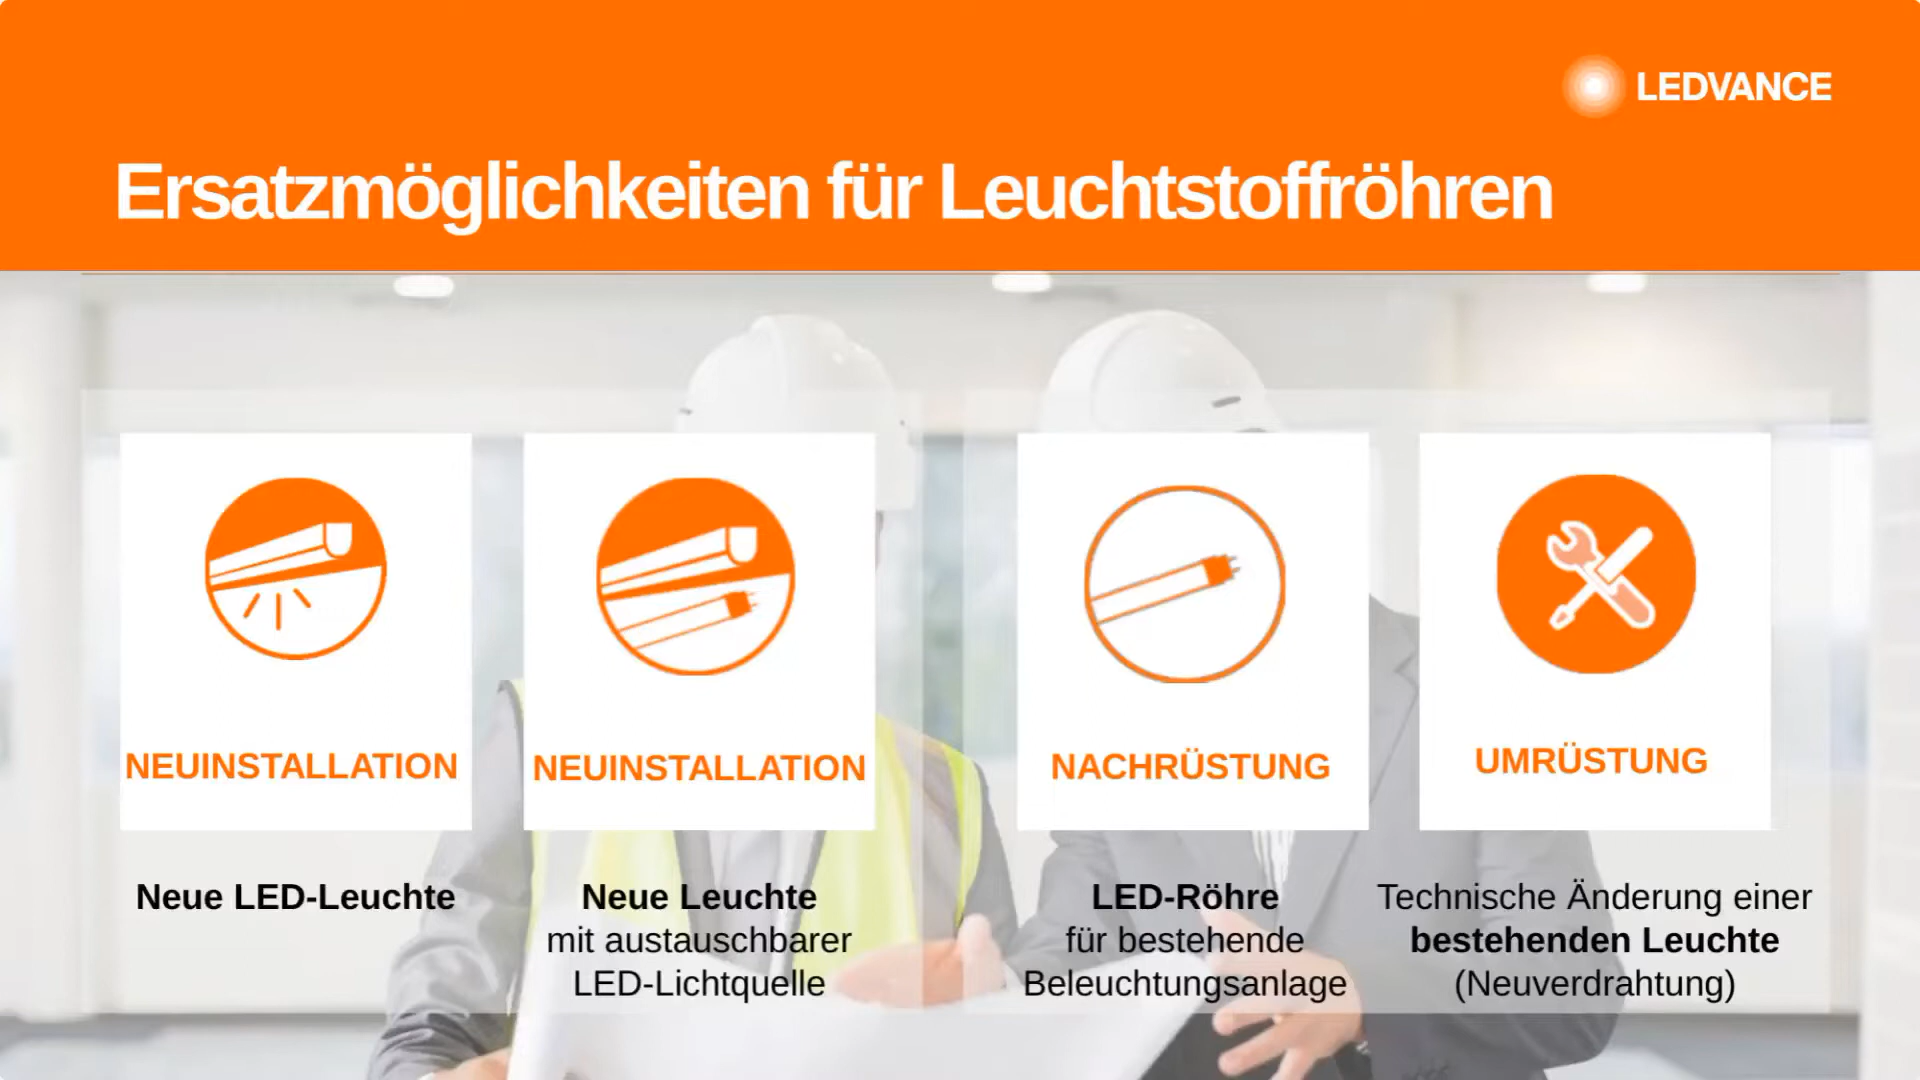 LEDVANCE
Ersatzmöglichkeiten für Leuchtstoffröhren
NEUINSTALLATION
Neue LED-Leuchte
NEUINSTALLATION
Neue Leuchte
mit austauschbarer
LED-Lichtquelle
NACHRÜSTUNG
LED-Röhre
für bestehende
Beleuchtungsanlage
UMRÜSTUNG
Technische Änderung einer
bestehenden Leuchte
(Neuverdrahtung)